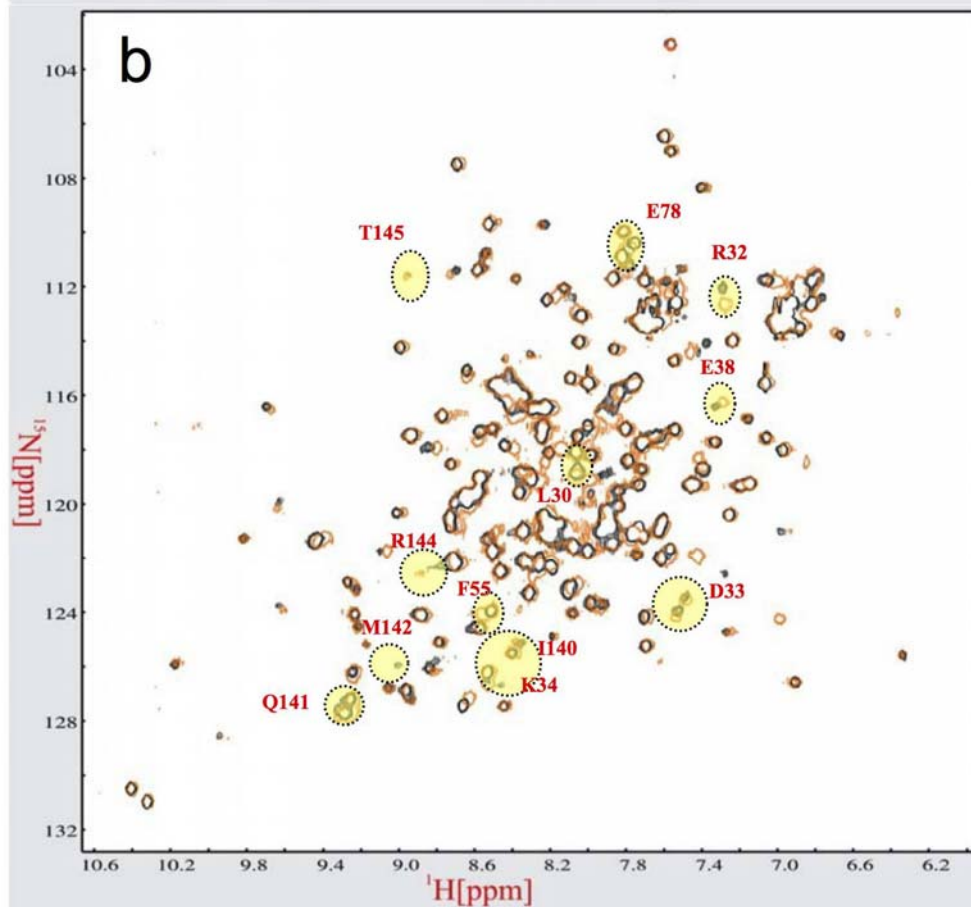 b
104
108
112
116
120
124
128
132
¹⁵N[ppm]
E78
T145
R32
E38
L30
R144
F55
D33
M142
I140
K34
Q141
10.6 10.2 9.8 9.4 9.0 8.6 8.2 7.8 7.4 7.0 6.6 6.2
¹H[ppm]